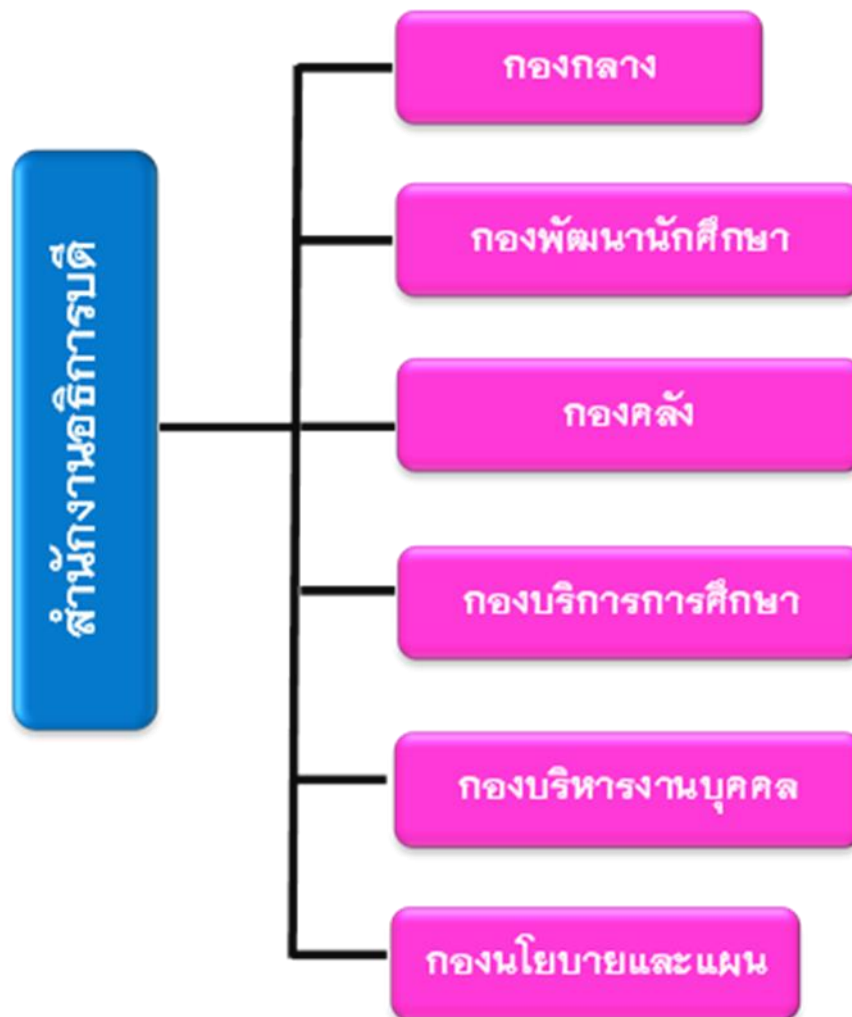 สำนักงานอธิการบดี
กองกลาง
กองพัฒนานักศึกษา
กองคลัง
กองบริการการศึกษา
กองบริหารงานบุคคล
กองนโยบายและแผน